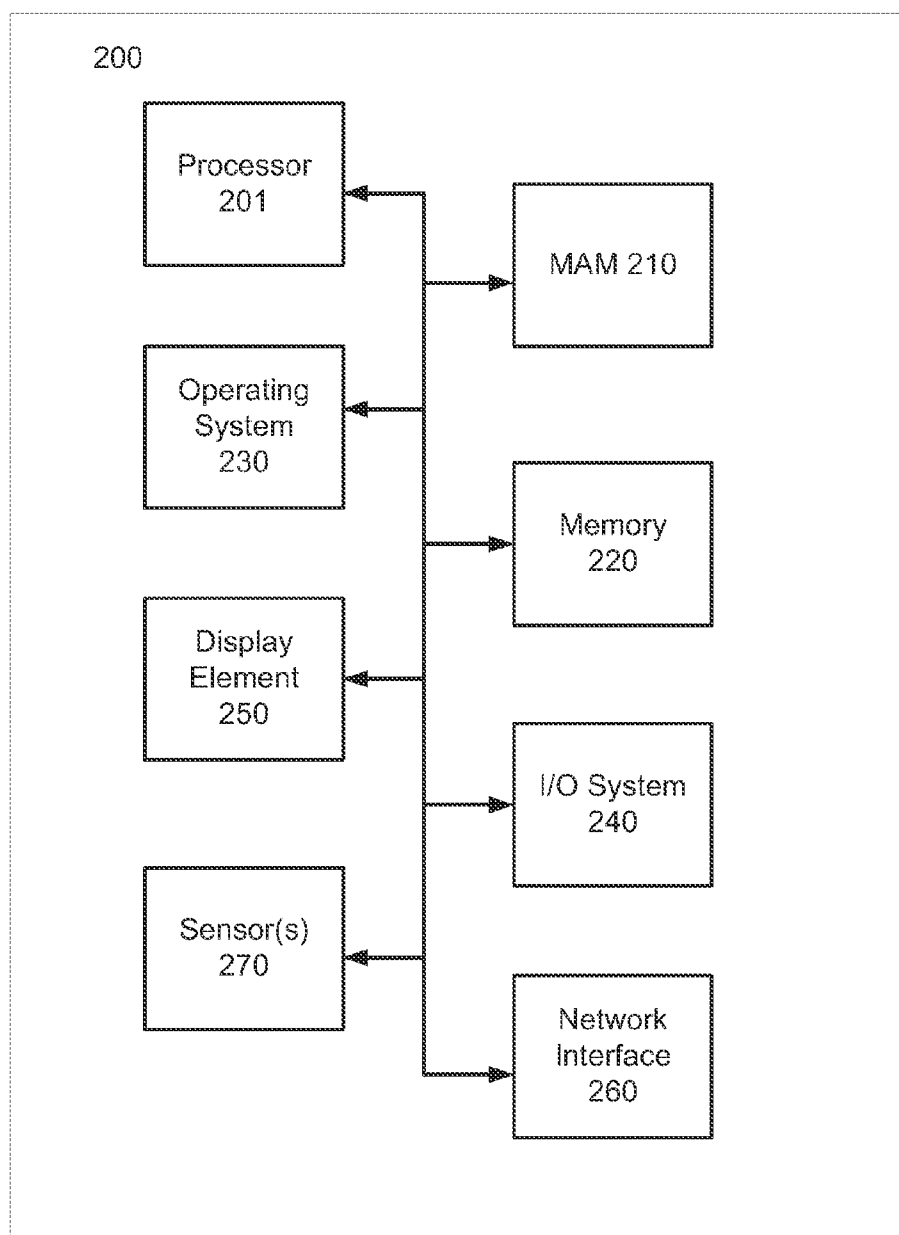 200
Processor
201
MAM 210
Operating
System
230
Memory
220
Display
Element
250
I/O System
240
Sensor(s)
270
Network
Interface
260